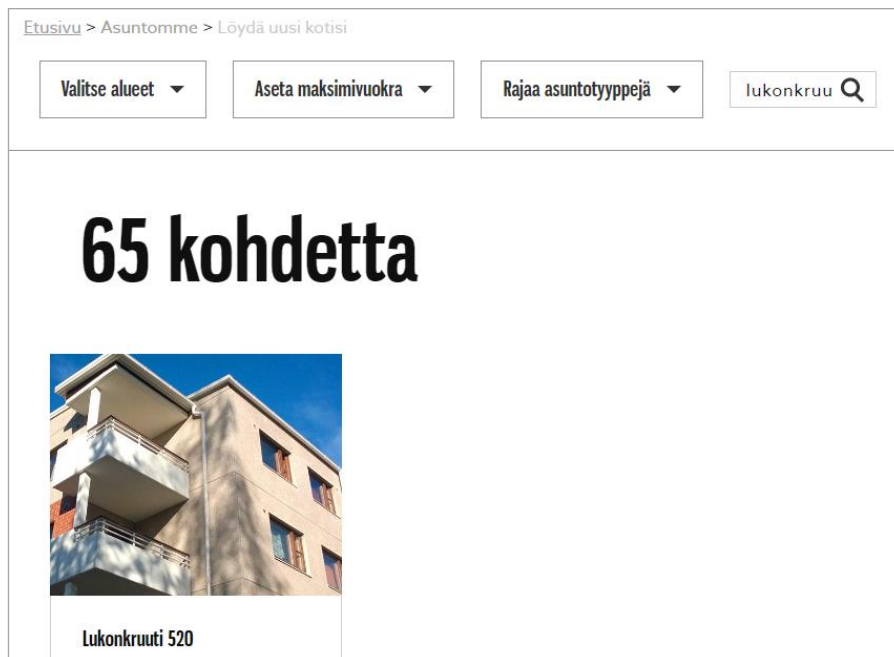 Etusivu > Asuntomme > Löydä uusi kotisi
Valitse alueet Aseta maksimivuokra Rajaa asuntotyyppejä lukonkruu
65 kohdetta
Lukonkruuti 520